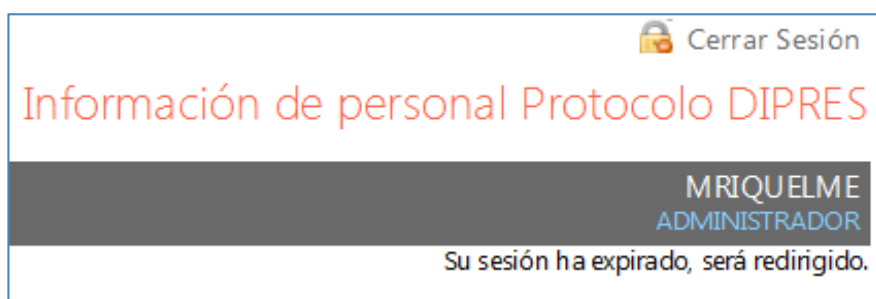 Cerrar Sesión
Información de personal Protocolo DIPRES
MRIQUELME
ADMINISTRADOR
Su sesión ha expirado, será redirigido.